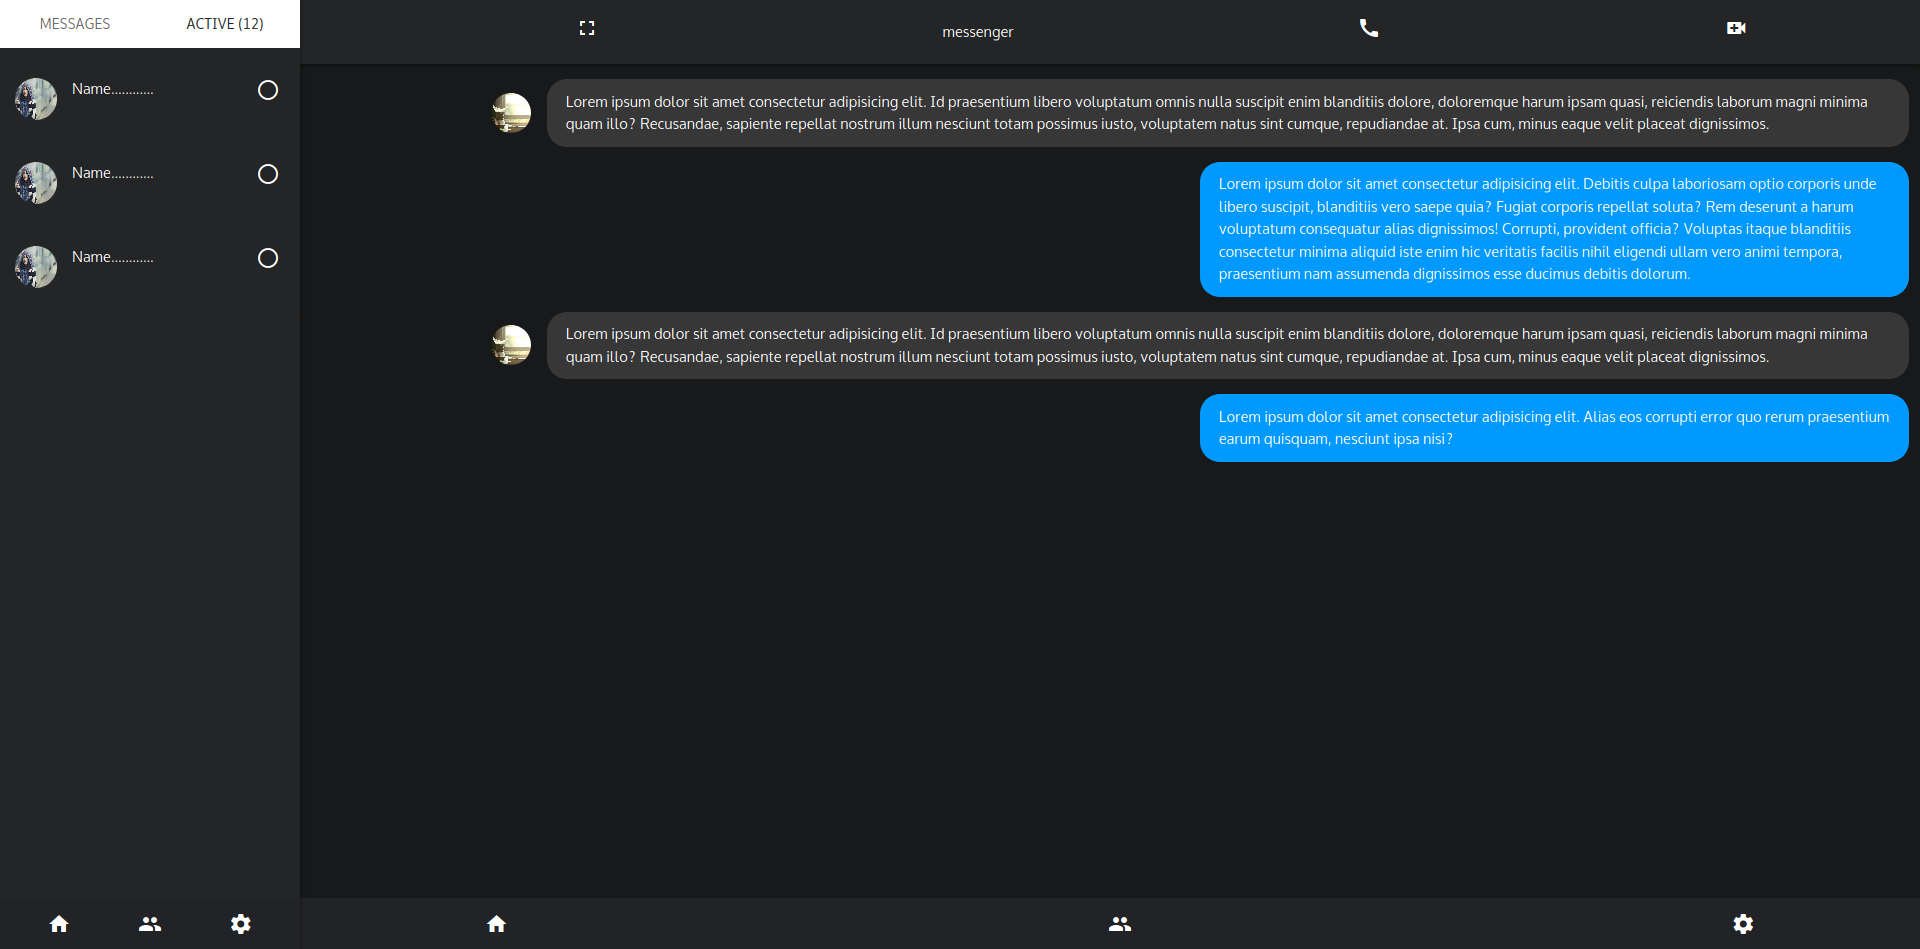 MESSAGES
ACTIVE (12)
messenger
Name............
Name............
Name............
Lorem ipsum dolor sit amet consectetur adipisicing elit. Id praesentium libero voluptatum omnis nulla suscipit enim blanditiis dolore, doloremque harum ipsam quasi, reiciendis laborum magni minima
quam illo? Recusandae, sapiente repellat nostrum illum nesciunt totam possimus iusto, voluptatem natus sint cumque, repudiandae at. Ipsa cum, minus eaque velit placeat dignissimos.
Lorem ipsum dolor sit amet consectetur adipisicing elit. Debitis culpa laboriosam optio corporis unde
libero suscipit, blanditiis vero saepe quia? Fugiat corporis repellat soluta? Rem deserunt a harum
voluptatum consequatur alias dignissimos! Corrupti, provident officia? Voluptas itaque blanditiis
consectetur minima aliquid iste enim hic veritatis facilis nihil eligendi ullam vero animi tempora,
praesentium nam assumenda dignissimos esse ducimus debitis dolorum.
Lorem ipsum dolor sit amet consectetur adipisicing elit. Id praesentium libero voluptatum omnis nulla suscipit enim blanditiis dolore, doloremque harum ipsam quasi, reiciendis laborum magni minima
quam illo? Recusandae, sapiente repellat nostrum illum nesciunt totam possimus iusto, voluptatem natus sint cumque, repudiandae at. Ipsa cum, minus eaque velit placeat dignissimos.
Lorem ipsum dolor sit amet consectetur adipisicing elit. Alias eos corrupti error quo rerum praesentium
earum quisquam, nesciunt ipsa nisi?